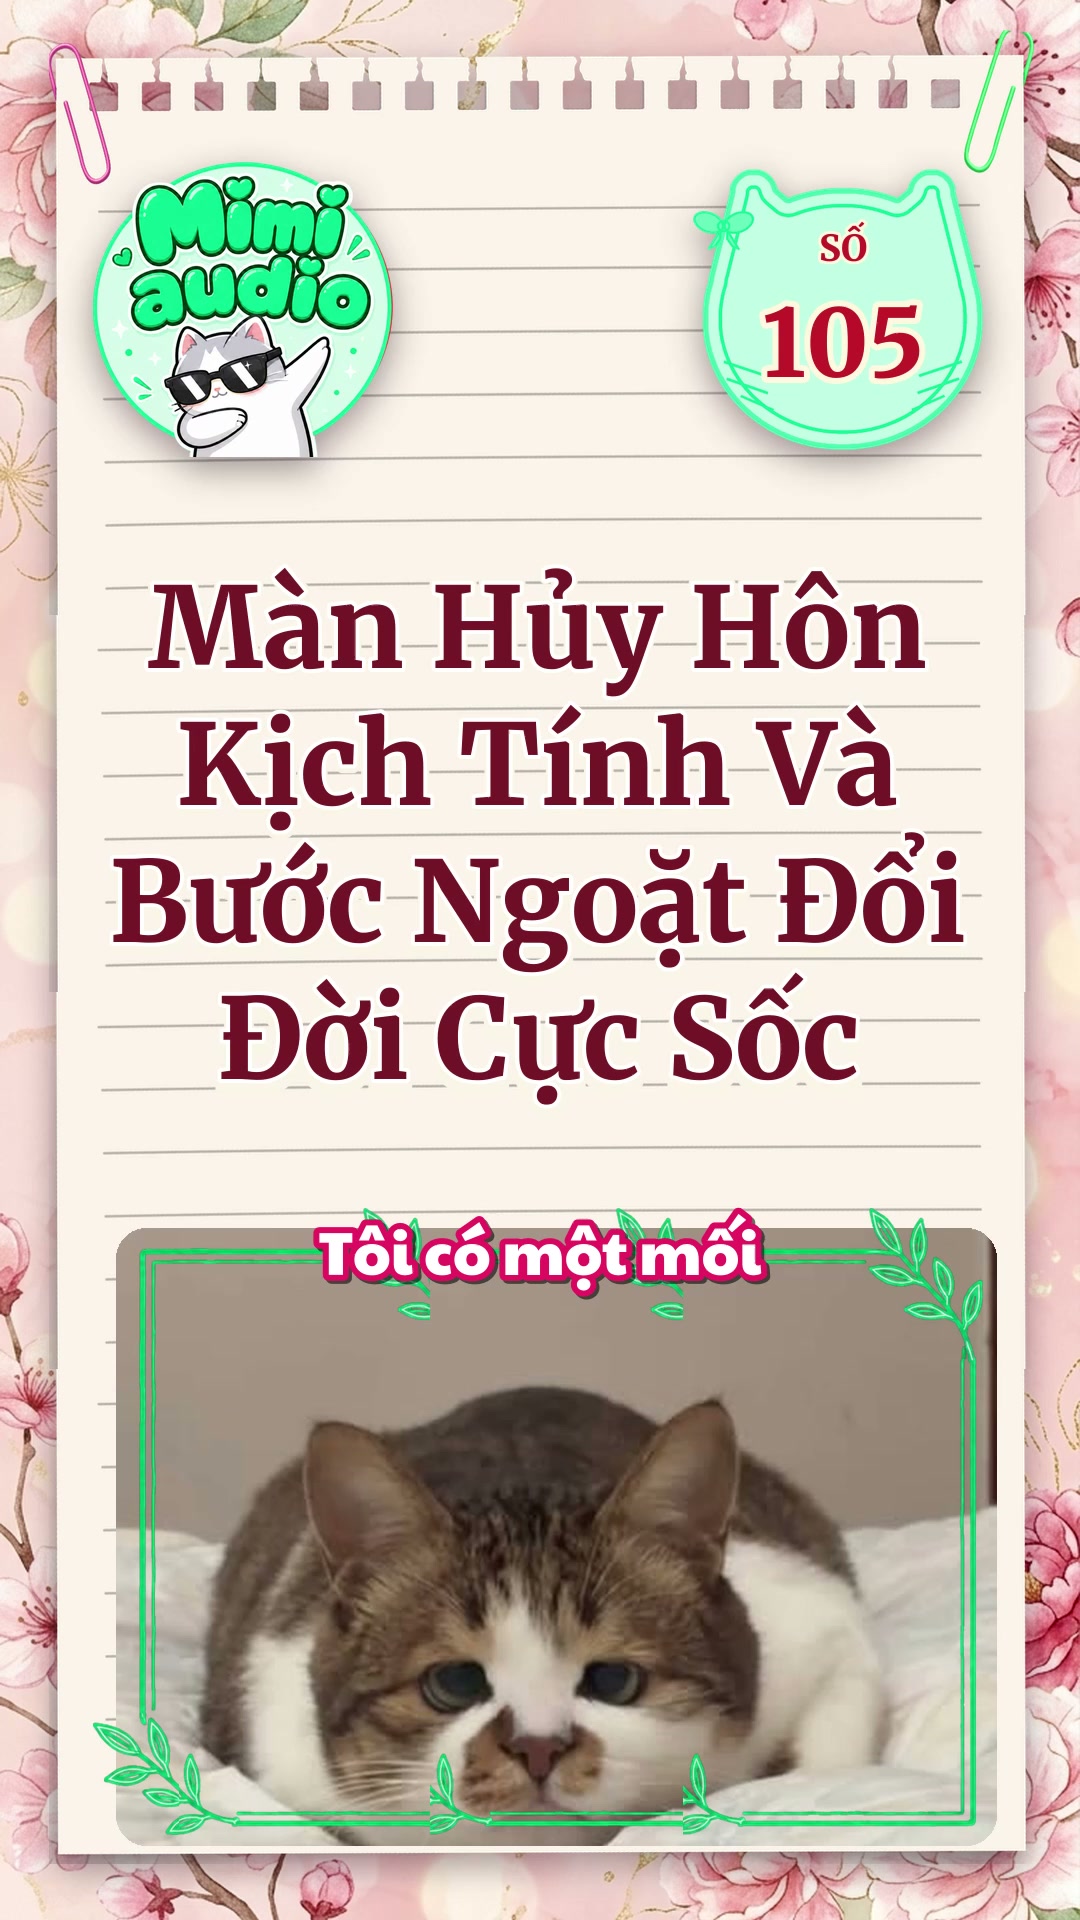 Mimi
audio
SỐ
105
Màn Hủy Hôn
Kịch Tính Và
Bước Ngoặt Đổi
Đời Cực Sốc
Tôi có một mối